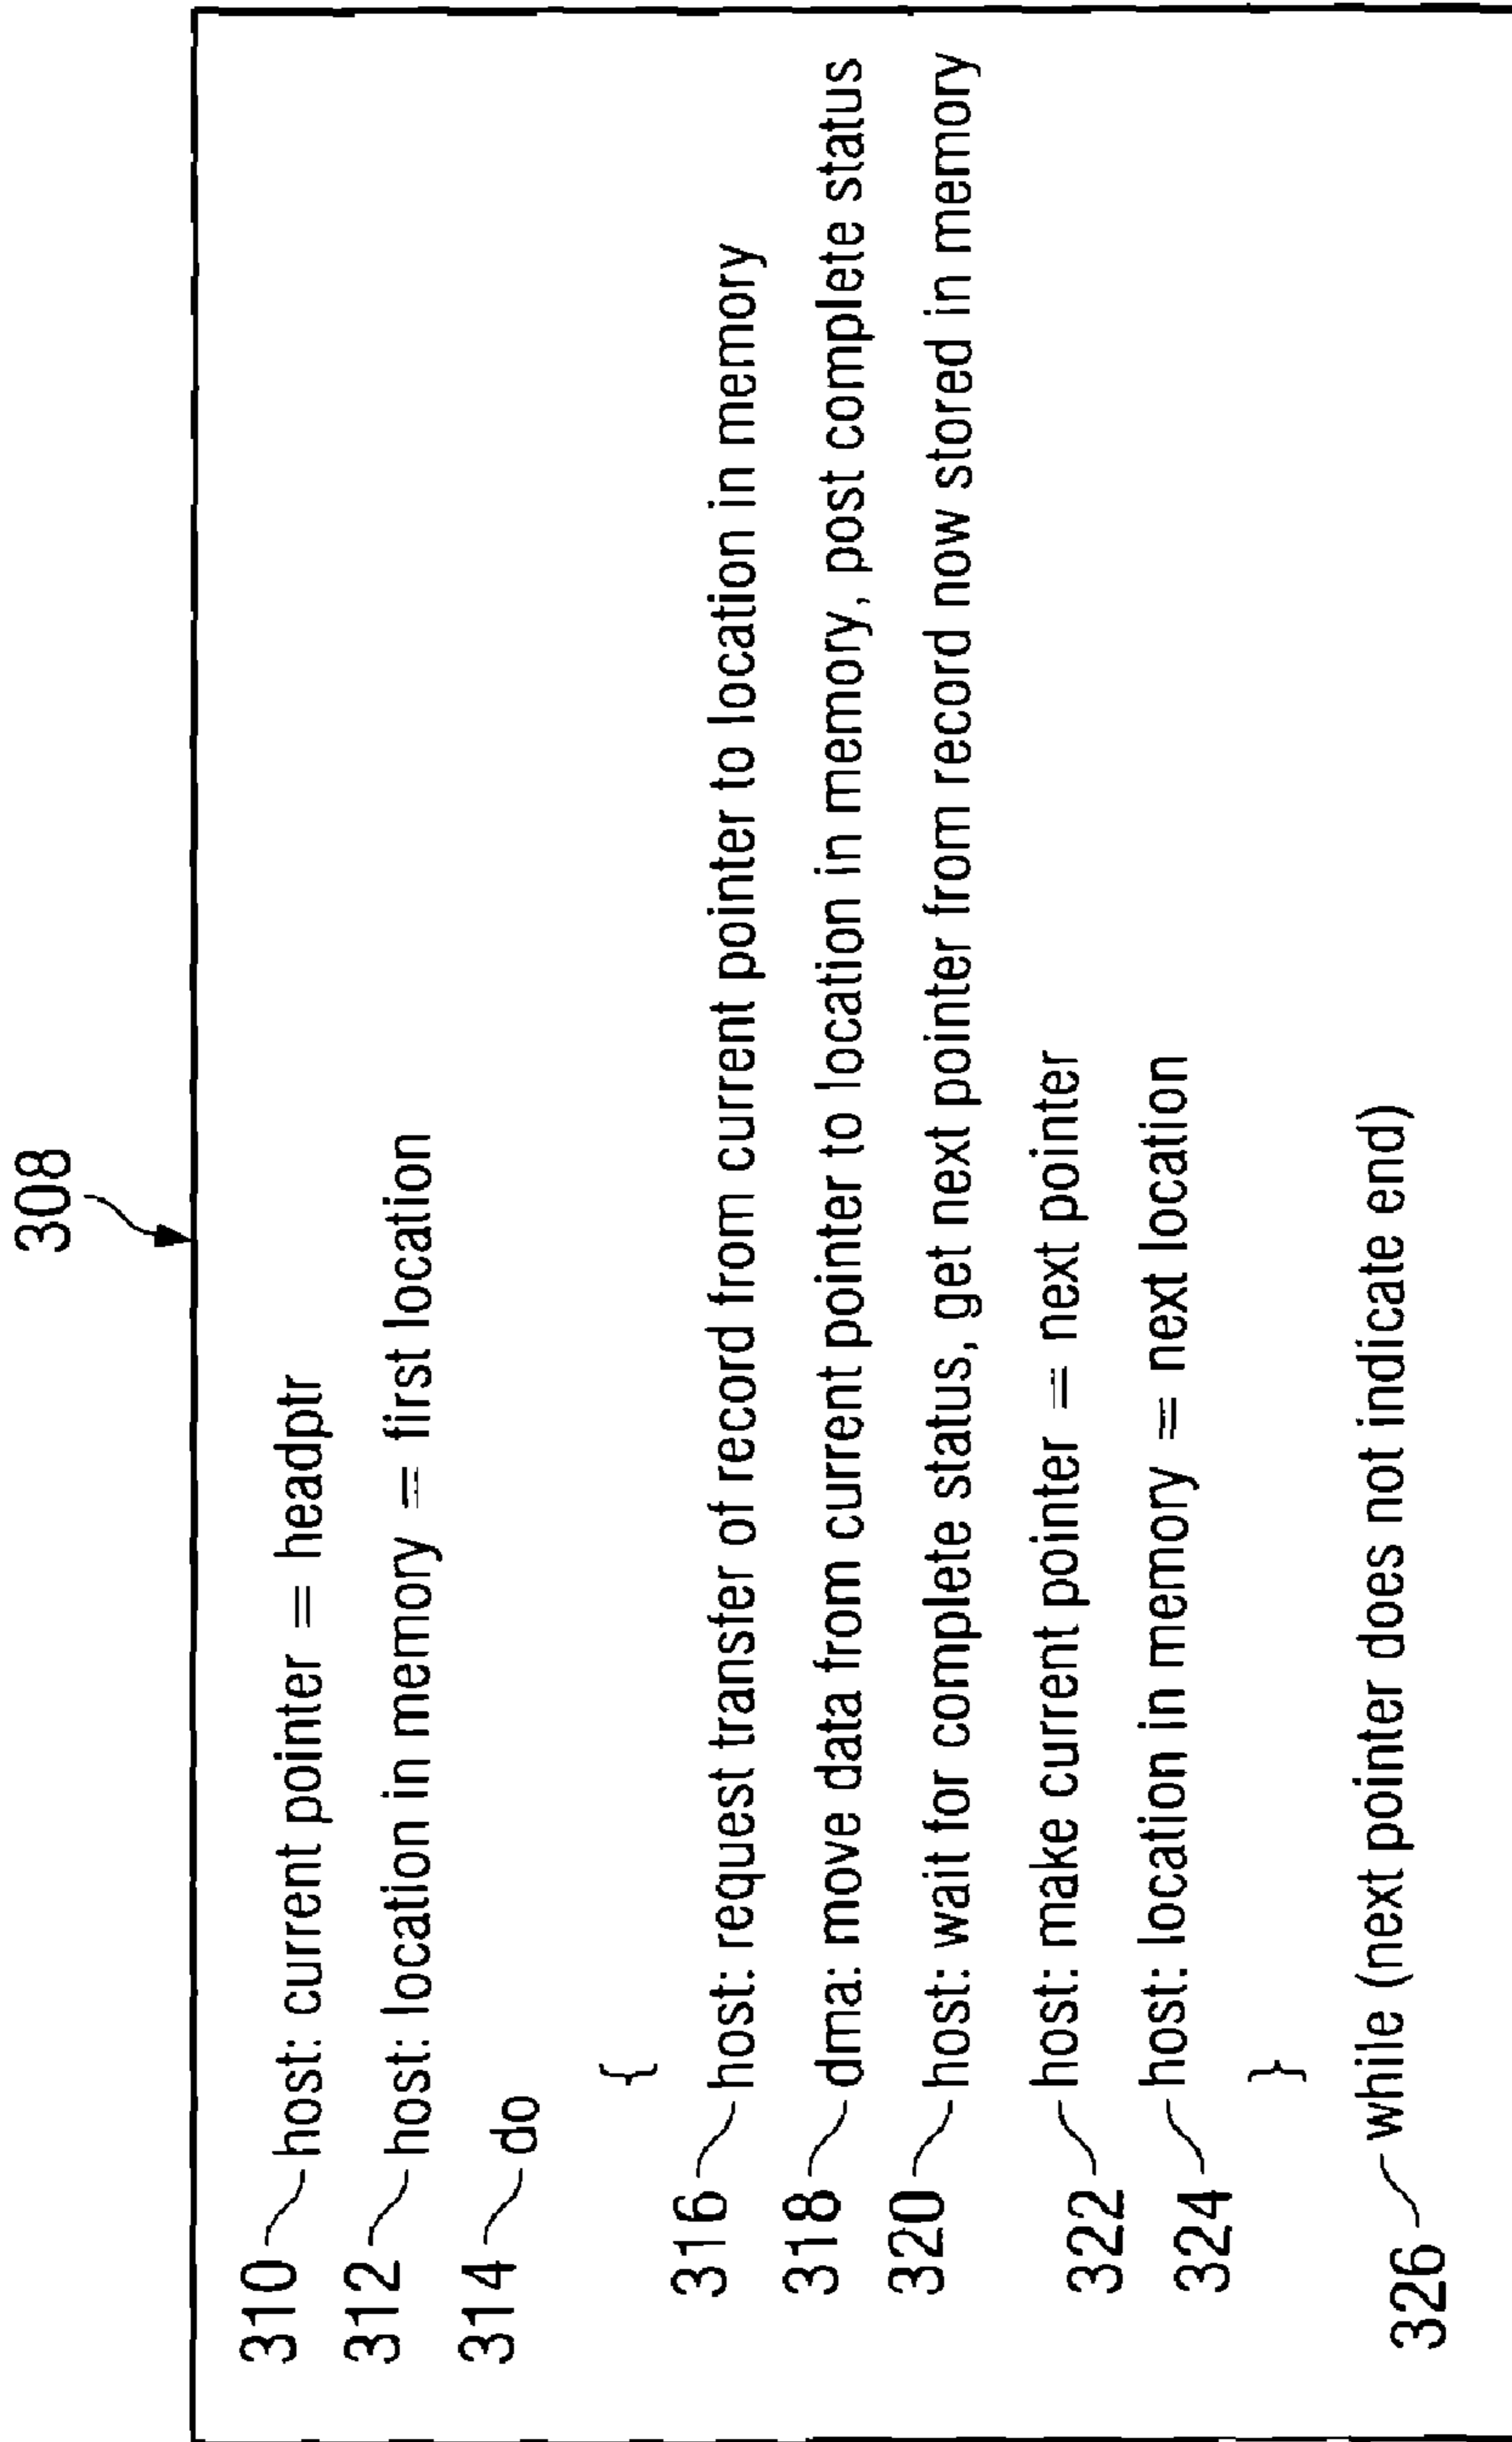 308
310 host: current pointer = headptr
312 host: location in memory = first location
314 do
{
316 host: request transfer of record from current pointer to location in memory
318 dma: move data from current pointer to location in memory, post complete status
320 host: wait for complete status, get next pointer from record now stored in memory
322 host: make current pointer = next pointer
324 host: location in memory = next location
}
326 while (next pointer does not indicate end)